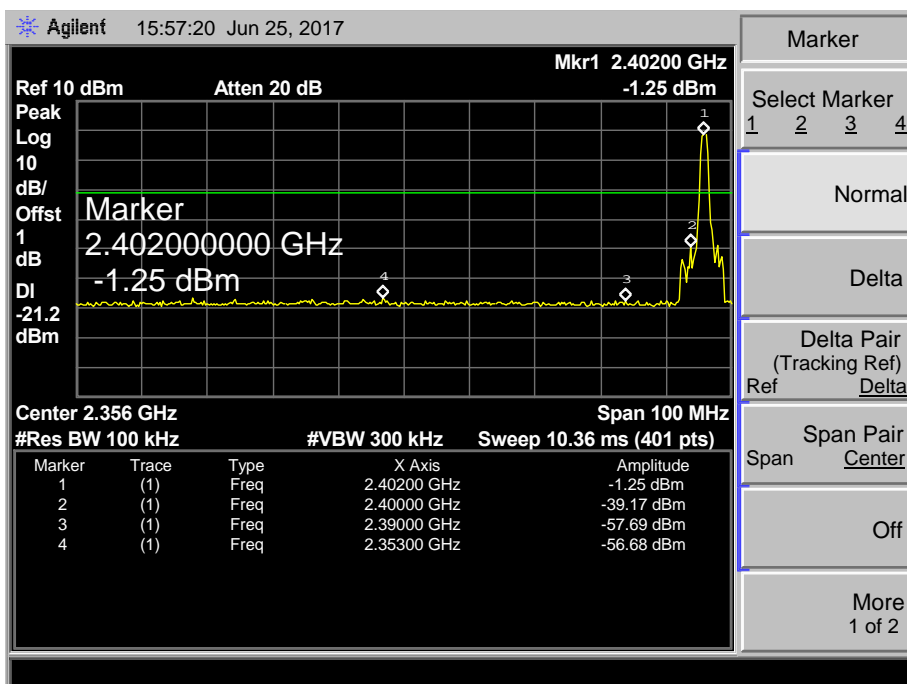 Agilent 15:57:20 Jun 25, 2017
Mkr1 2.40200 GHz
Ref 10 dBm Atten 20 dB -1.25 dBm
Peak
Log
10
dB/
Offst
1
dB
DI
-21.2
dBm
1
2
3
4
Marker
2.402000000 GHz
-1.25 dBm
Center 2.356 GHz Span 100 MHz
#Res BW 100 kHz #VBW 300 kHz Sweep 10.36 ms (401 pts)
Marker Trace Type X Axis Amplitude
1 (1) Freq 2.40200 GHz -1.25 dBm
2 (1) Freq 2.40000 GHz -39.17 dBm
3 (1) Freq 2.39000 GHz -57.69 dBm
4 (1) Freq 2.35300 GHz -56.68 dBm
Marker
Select Marker
1 2 3 4
Normal
Delta
Delta Pair
(Tracking Ref)
Ref Delta
Span Pair
Span Center
Off
More
1 of 2